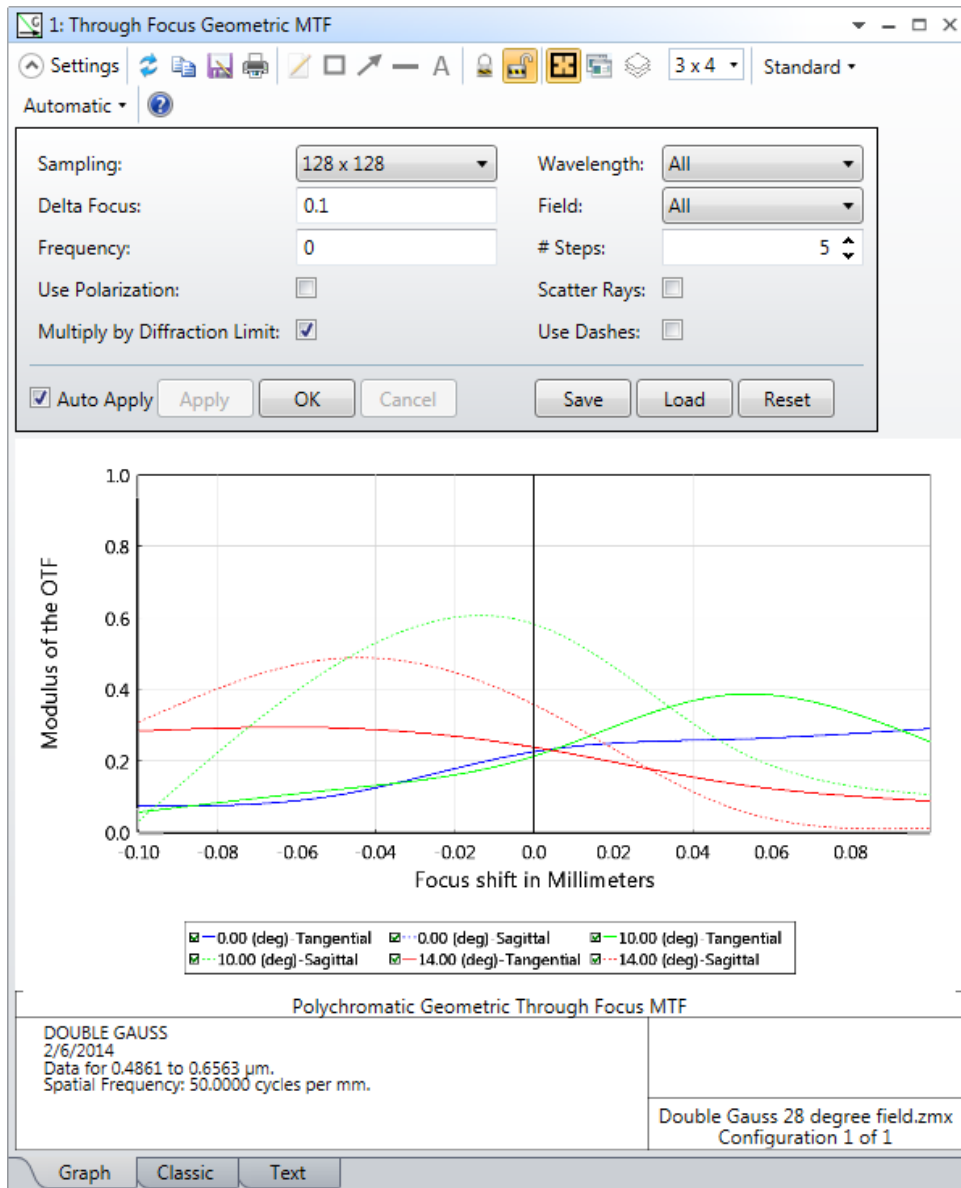 1: Through Focus Geometric MTF
Settings A 3 x 4 Standard
Automatic
Sampling: 128 x 128 Wavelength: All
Delta Focus: 0.1 Field: All
Frequency: 0 # Steps: 5
Use Polarization: Scatter Rays:
Multiply by Diffraction Limit: Use Dashes:
Auto Apply Apply OK Cancel Save Load Reset
1.0
0.8
0.6
0.4
0.2
0.0
Modulus of the OTF
-0.10 -0.08 -0.06 -0.04 -0.02 0.0 0.02 0.04 0.06 0.08
Focus shift in Millimeters
0.00 (deg)-Tangential 0.00 (deg)-Sagittal 10.00 (deg)-Tangential
10.00 (deg)-Sagittal 14.00 (deg)-Tangential 14.00 (deg)-Sagittal
Polychromatic Geometric Through Focus MTF
DOUBLE GAUSS
2/6/2014
Data for 0.4861 to 0.6563 µm.
Spatial Frequency: 50.0000 cycles per mm.
Double Gauss 28 degree field.zmx
Configuration 1 of 1
Graph Classic Text